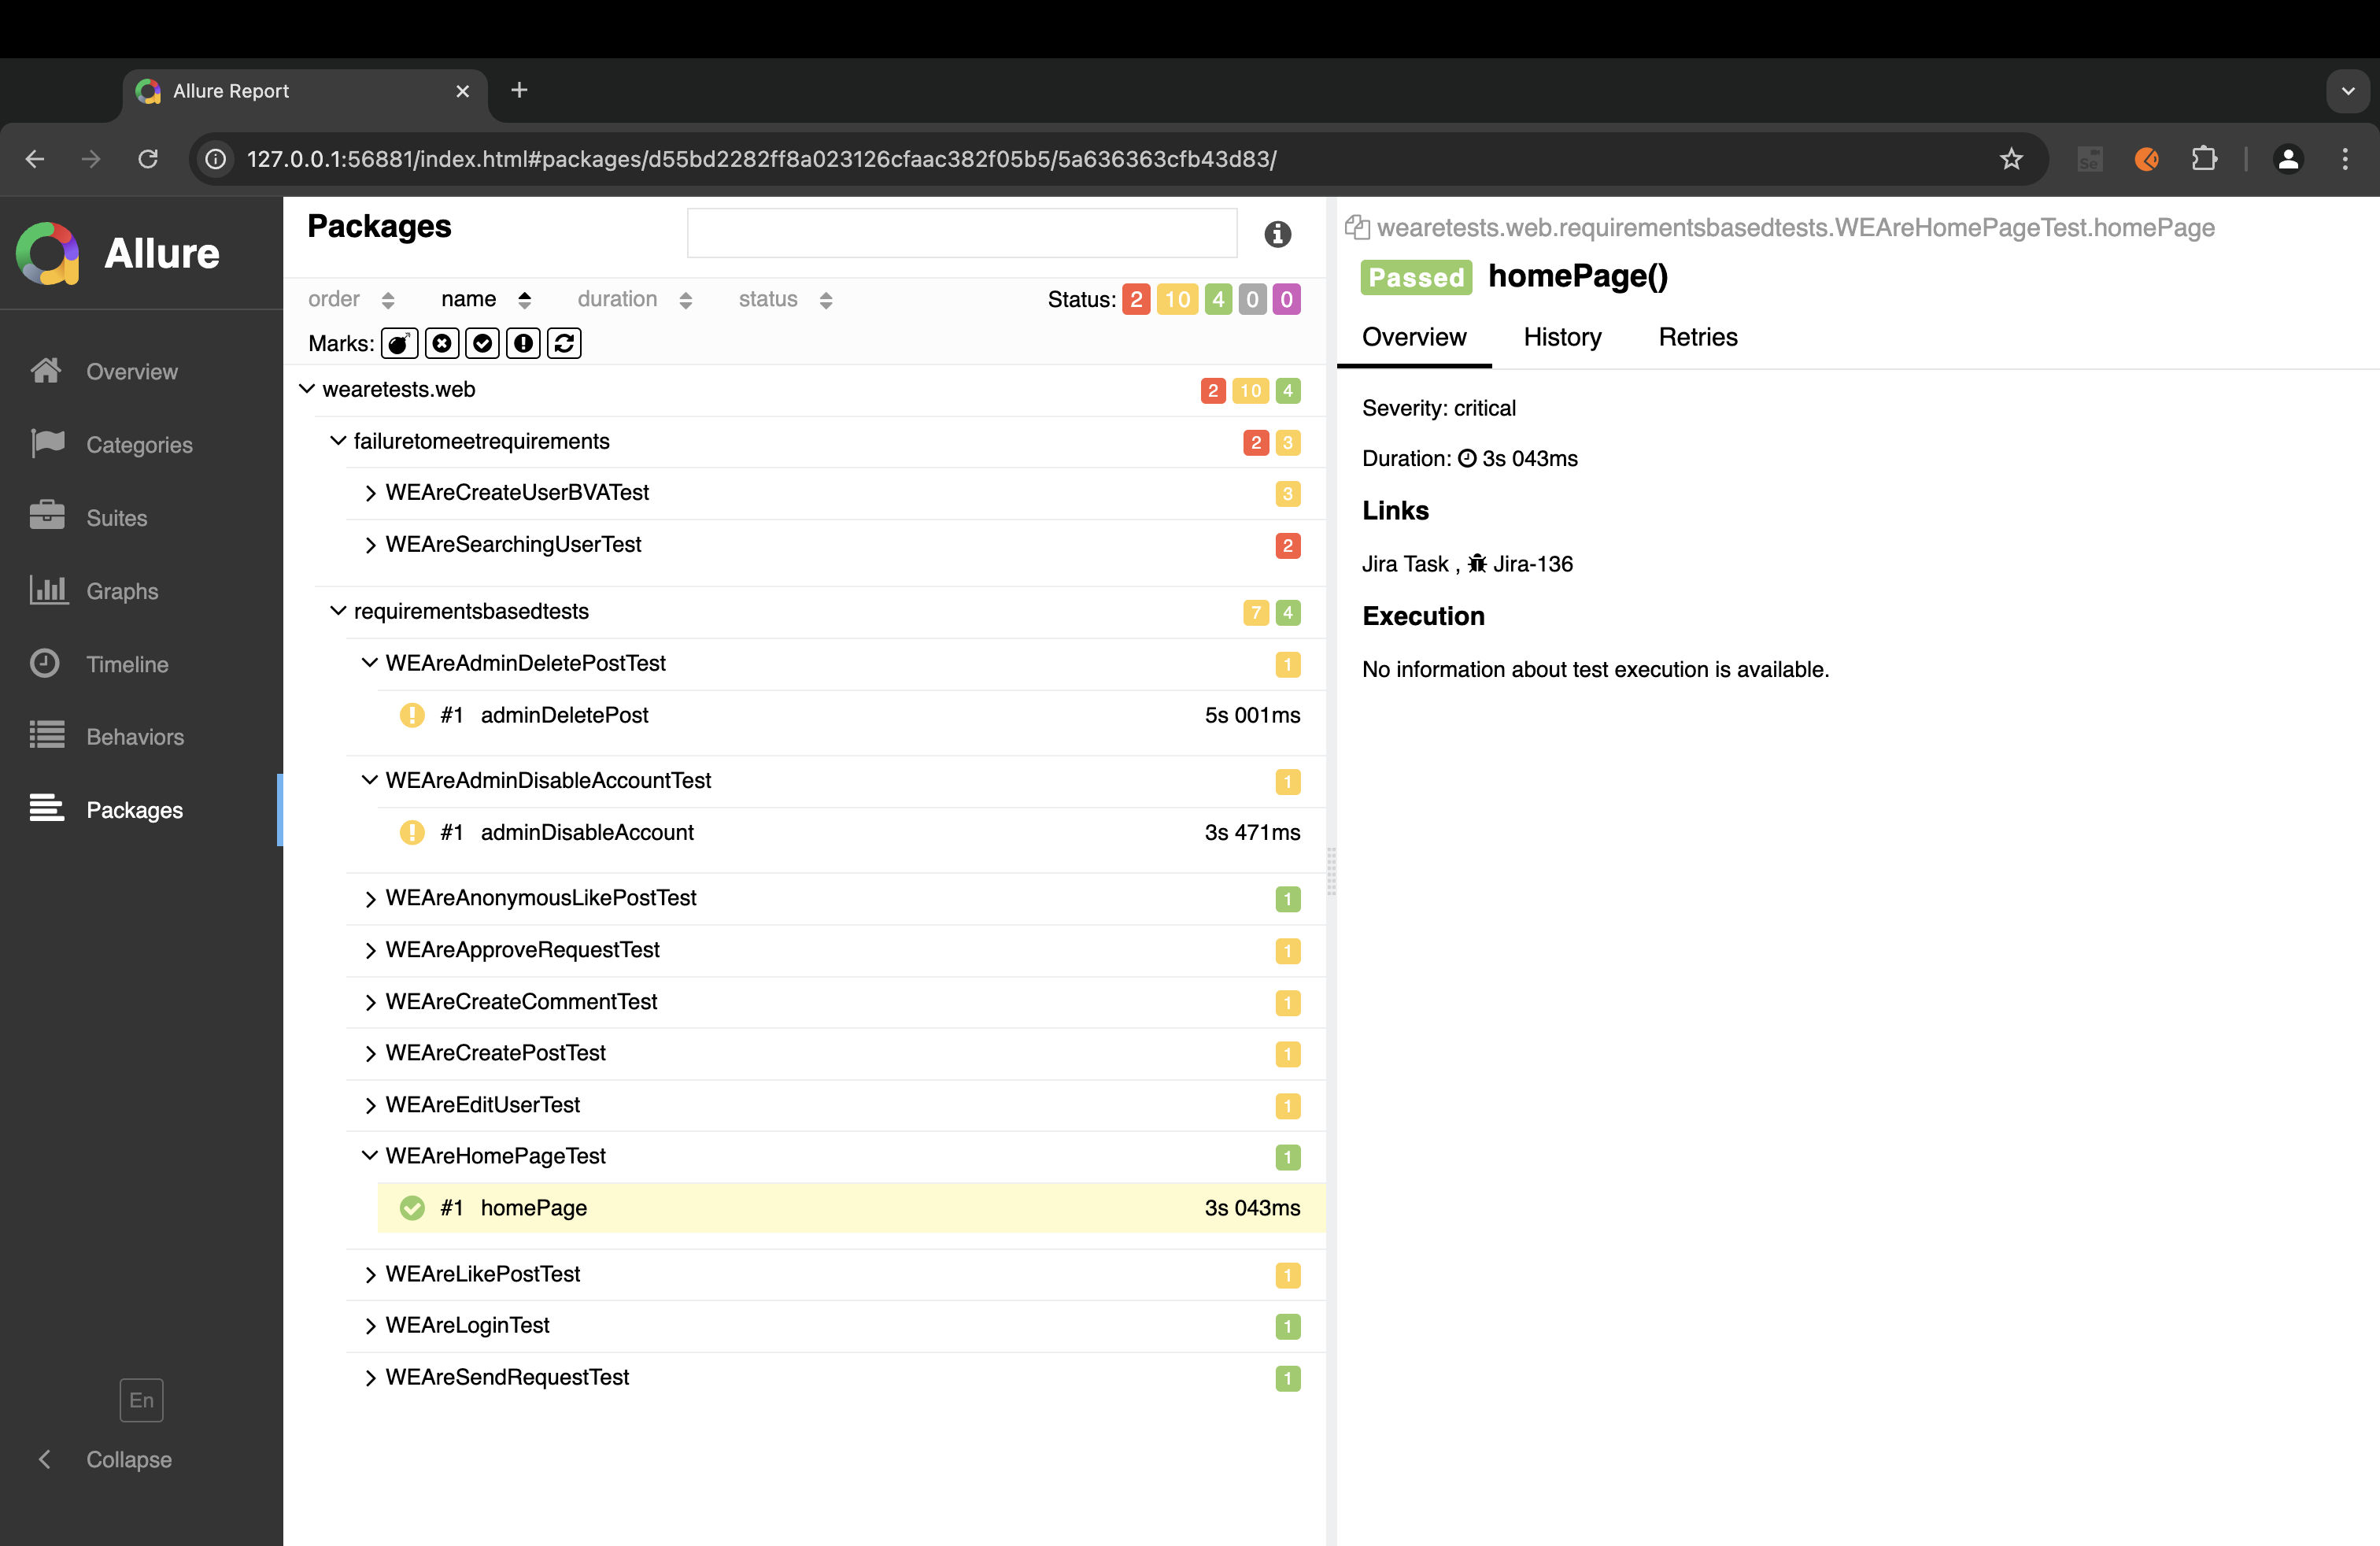 Allure Report
127.0.0.1:56881/index.html#packages/d55bd2282ff8a023126cfaac382f05b5/5a636363cfb43d83/
Se
Allure
Overview
Categories
Suites
Graphs
Timeline
Behaviors
Packages
En
Collapse
Packages
order name duration status Status: 2 10 4 0 0
Marks:
wearetests.web 2 10 4
failuretomeetrequirements 2 3
WEAreCreateUserBVATest 3
WEAreSearchingUserTest 2
requirementsbasedtests 7 4
WEAreAdminDeletePostTest 1
#1 adminDeletePost 5s 001ms
WEAreAdminDisableAccountTest 1
#1 adminDisableAccount 3s 471ms
WEAreAnonymousLikePostTest 1
WEAreApproveRequestTest 1
WEAreCreateCommentTest 1
WEAreCreatePostTest 1
WEAreEditUserTest 1
WEAreHomePageTest 1
#1 homePage 3s 043ms
WEAreLikePostTest 1
WEAreLoginTest 1
WEAreSendRequestTest 1
wearetests.web.requirementsbasedtests.WEAreHomePageTest.homePage
Passed homePage()
Overview History Retries
Severity: critical
Duration: 3s 043ms
Links
Jira Task , Jira-136
Execution
No information about test execution is available.